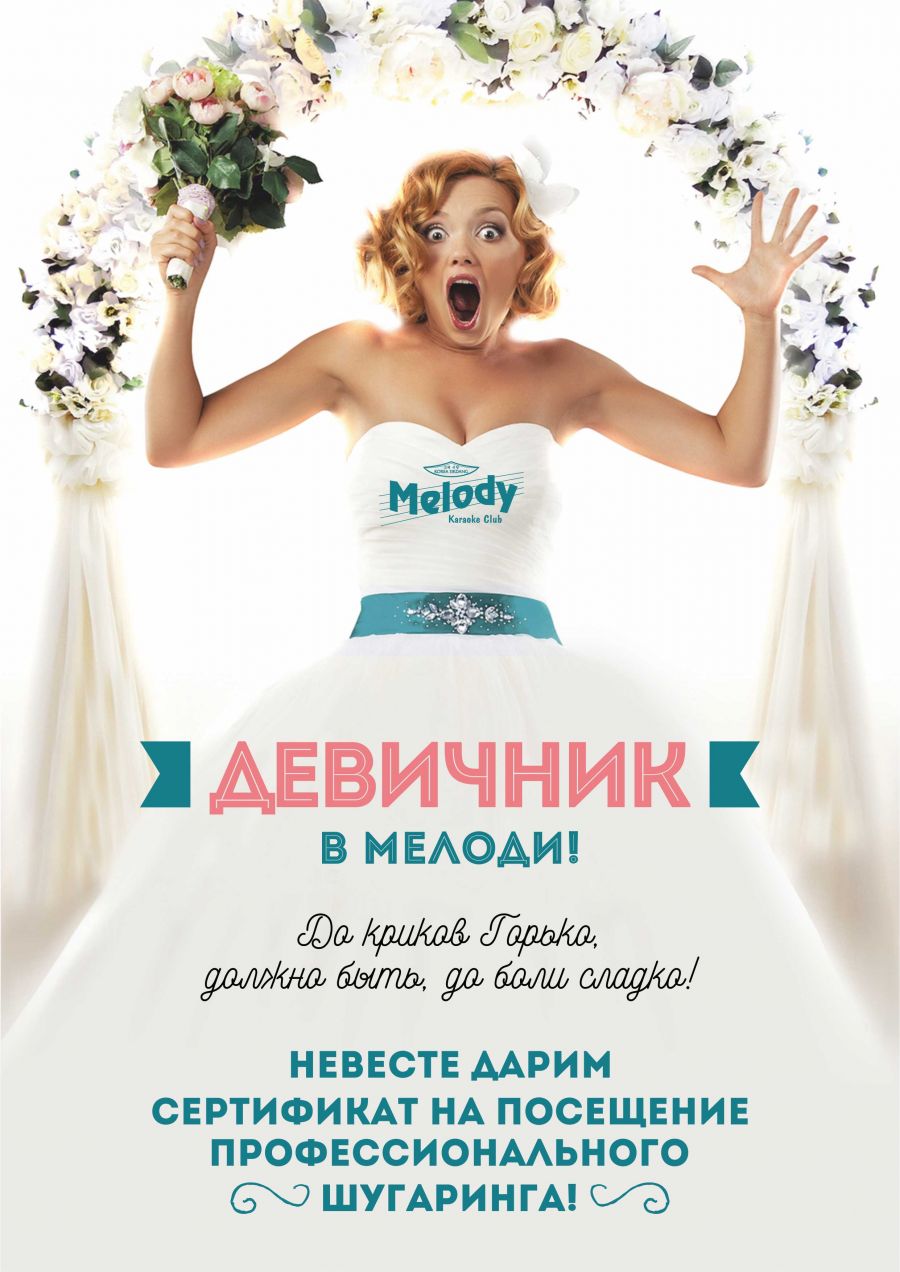 Melody
Karaoke Club
ДЕВИЧНИК
В МЕЛОДИ!
До криков Горько,
должно быть, до боли сладко!
НЕВЕСТЕ ДАРИМ
СЕРТИФИКАТ НА ПОСЕЩЕНИЕ
ПРОФЕССИОНАЛЬНОГО
ШУГАРИНГА!